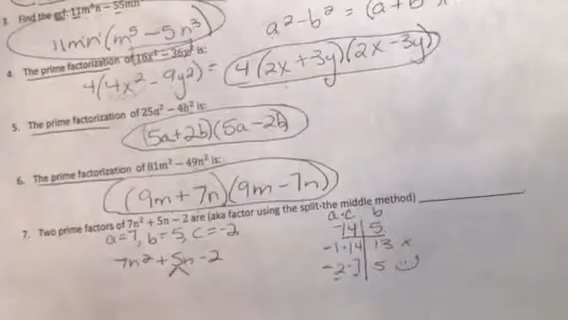 3. Find the gcf 11m⁶n – 55mn
11mn (m⁵ – 5n³)
a² – b² = (a + b
4. The prime factorization of 16x² – 36y² is:
4(4x² – 9y²) = 4(2x + 3y)(2x – 3y)
5. The prime factorization of 25a² – 4b² is:
(5a + 2b)(5a – 2b)
6. The prime factorization of 81m² – 49n² is:
(9m + 7n)(9m – 7n)
7. Two prime factors of 7n² + 5n – 2 are (aka factor using the split-the middle method)
a = 7, b = 5, c = -2
7n² + 5n - 2
a·c b
-14 5
-1·14 13 x
-2·7 5